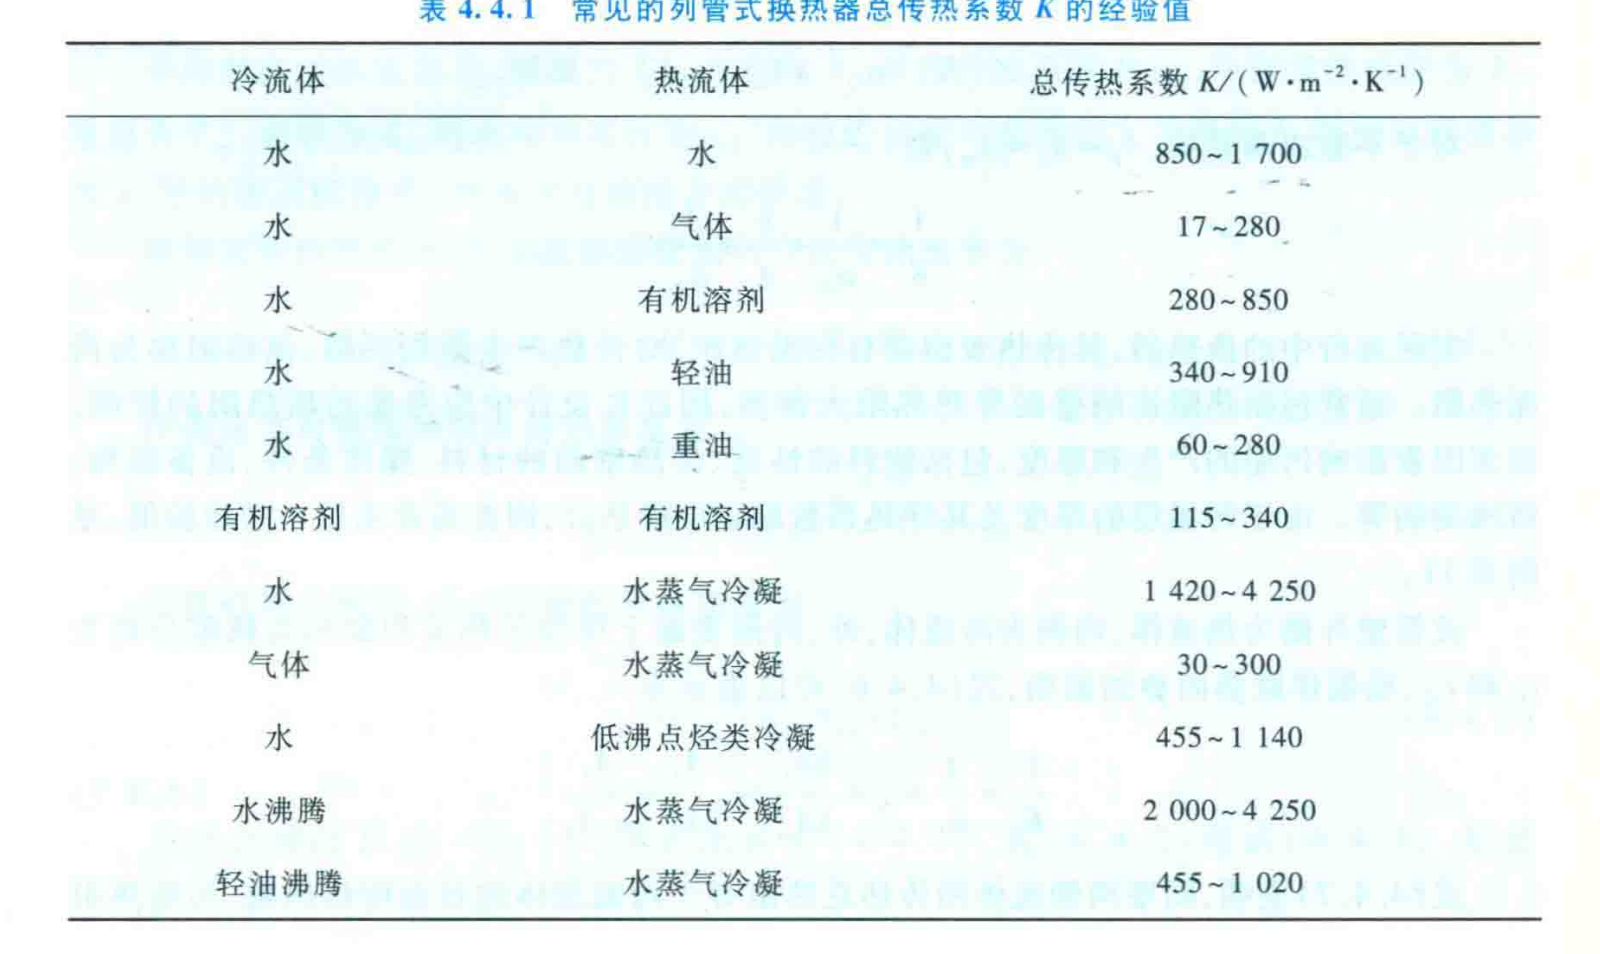 表 4.4.1 常见的列管式换热器总传热系数 K 的经验值
冷流体 热流体 总传热系数 K/(W·m⁻²·K⁻¹)
水 水 850~1 700
水 气体 17~280
水 有机溶剂 280~850
水 轻油 340~910
水 重油 60~280
有机溶剂 有机溶剂 115~340
水 水蒸气冷凝 1 420~4 250
气体 水蒸气冷凝 30~300
水 低沸点烃类冷凝 455~1 140
水沸腾 水蒸气冷凝 2 000~4 250
轻油沸腾 水蒸气冷凝 455~1 020